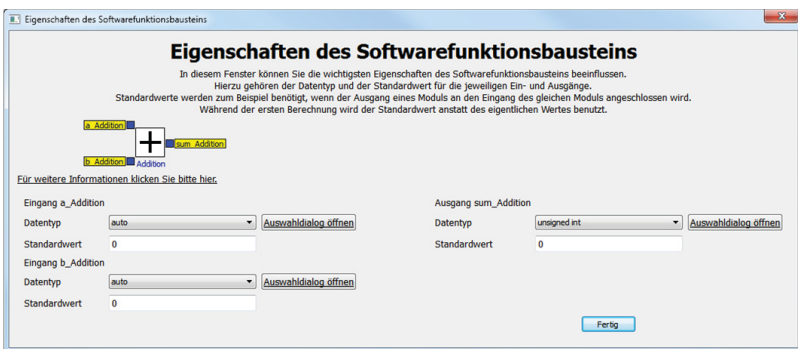 Eigenschaften des Softwarefunktionsbausteins
Eigenschaften des Softwarefunktionsbausteins
In diesem Fenster können Sie die wichtigsten Eigenschaften des Softwarefunktionsbausteins beeinflussen.
Hierzu gehören der Datentyp und der Standardwert für die jeweiligen Ein- und Ausgänge.
Standardwerte werden zum Beispiel benötigt, wenn der Ausgang eines Moduls an den Eingang des gleichen Moduls angeschlossen wird.
Während der ersten Berechnung wird der Standardwert anstatt des eigentlichen Wertes benutzt.
a_Addition
sum_Addition
b_Addition Addition
Für weitere Informationen klicken Sie bitte hier.
Eingang a_Addition Ausgang sum_Addition
Datentyp auto Auswahldialog öffnen Datentyp unsigned int Auswahldialog öffnen
Standardwert 0 Standardwert 0
Eingang b_Addition
Datentyp auto Auswahldialog öffnen
Standardwert 0
Fertig